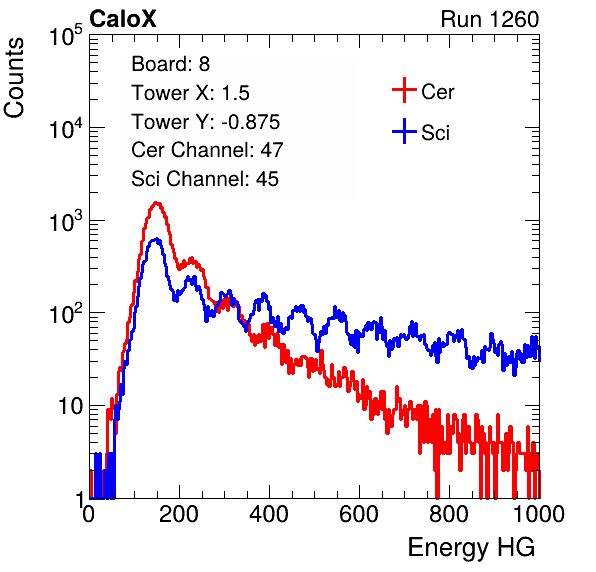 CaloX Run 1260
Counts
Board: 8
Tower X: 1.5
Tower Y: -0.875
Cer Channel: 47
Sci Channel: 45
Cer
Sci
10^5
10^4
10^3
10^2
10
1
0 200 400 600 800 1000
Energy HG